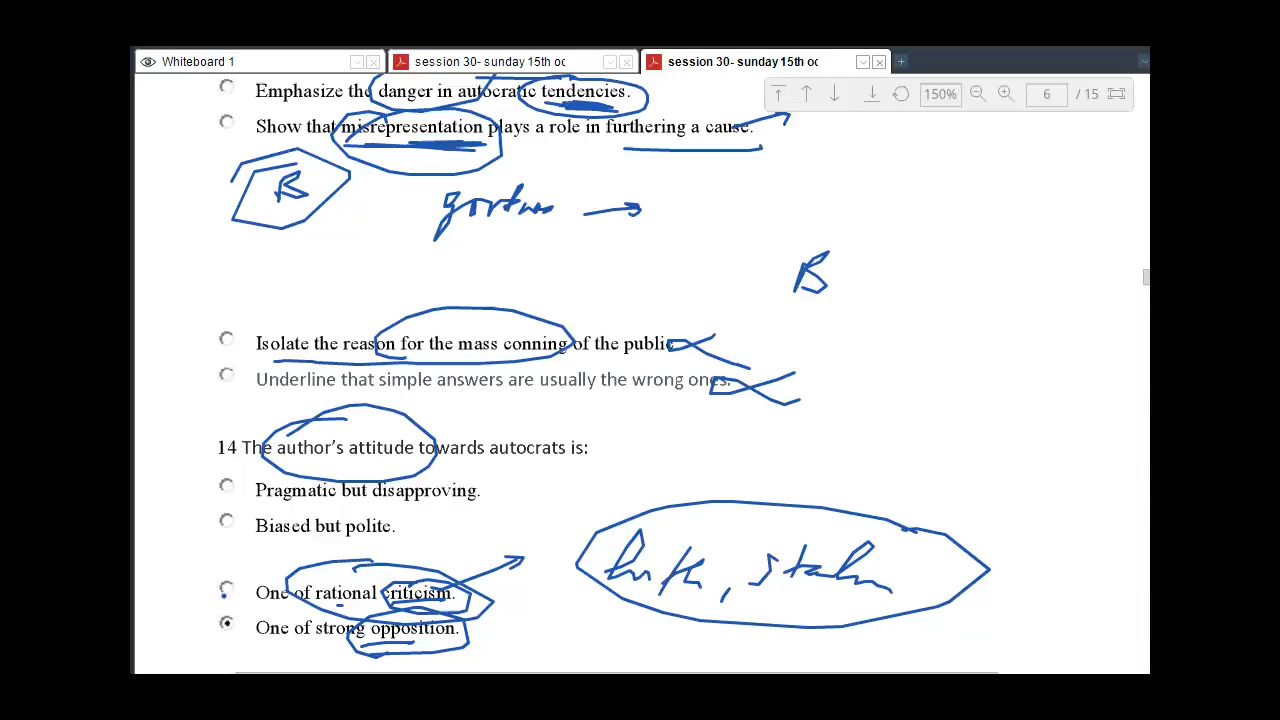 Whiteboard 1
session 30- sunday 15th oc
session 30- sunday 15th oc
150%
6 / 15
Emphasize the danger in autocratic tendencies.
Show that misrepresentation plays a role in furthering a cause.
B
B
Isolate the reason for the mass conning of the public
Underline that simple answers are usually the wrong ones.
14 The author's attitude towards autocrats is:
Pragmatic but disapproving.
Biased but polite.
One of rational criticism.
One of strong opposition.